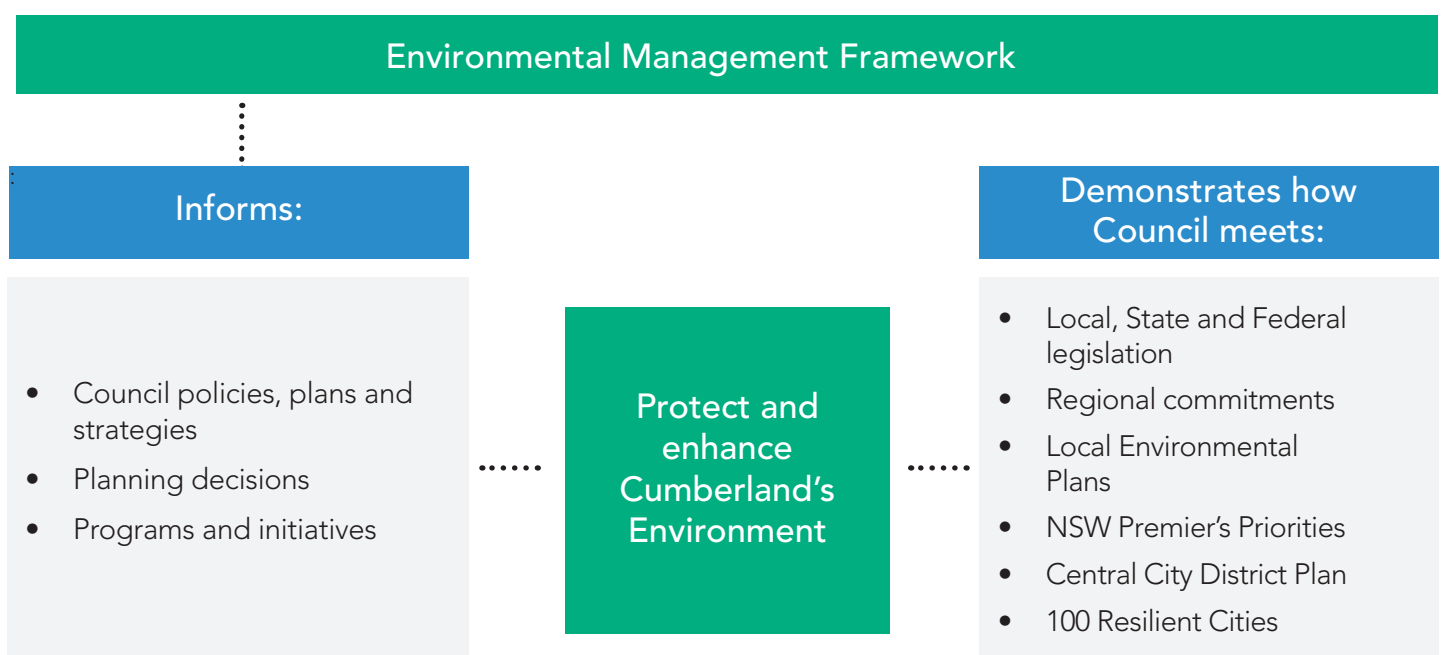 Environmental Management Framework
:
Informs:
• Council policies, plans and
strategies
• Planning decisions
• Programs and initiatives
Protect and
enhance
Cumberland's
Environment
Demonstrates how
Council meets:
• Local, State and Federal
legislation
• Regional commitments
• Local Environmental
Plans
• NSW Premier's Priorities
• Central City District Plan
• 100 Resilient Cities